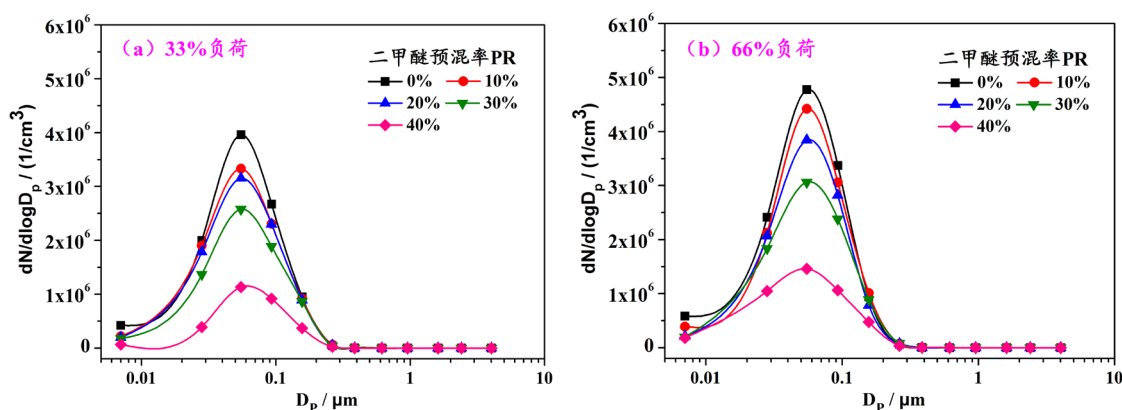 （a）33%负荷
二甲醚预混率PR
0% 10%
20% 30%
40%
6x10⁶
5x10⁶
4x10⁶
3x10⁶
2x10⁶
1x10⁶
0
dN/dlogDₚ / (1/cm³)
0.01 0.1 1 10
Dₚ / μm
（b）66%负荷
二甲醚预混率PR
0% 10%
20% 30%
40%
6x10⁶
5x10⁶
4x10⁶
3x10⁶
2x10⁶
1x10⁶
0
dN/dlogDₚ / (1/cm³)
0.01 0.1 1 10
Dₚ / μm